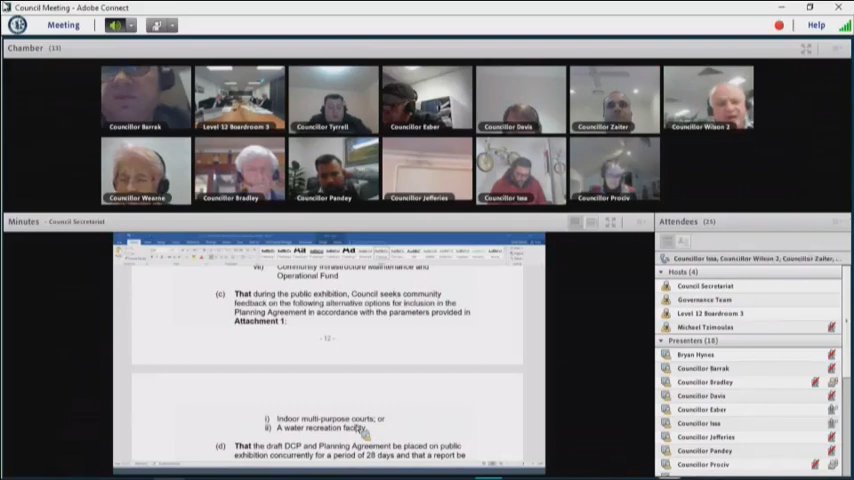 Council Meeting - Adobe Connect
Meeting
Help
Chamber (13)
Councillor Barrak
Level 12 Boardroom 3
Councillor Tyrrell
Councillor Esber
Councillor Davis
Councillor Zaiter
Councillor Wilson 2
Councillor Wearne
Councillor Bradley
Councillor Pandey
Councillor Jefferies
Councillor Issa
Councillor Prociv
Minutes - Council Secretariat
Community Infrastructure Maintenance and
Operational Fund
(c) That during the public exhibition, Council seeks community
feedback on the following alternative options for inclusion in the
Planning Agreement in accordance with the parameters provided in
Attachment 1:
- 12 -
i) Indoor multi-purpose courts; or
ii) A water recreation facility.
(d) That the draft DCP and Planning Agreement be placed on public
exhibition concurrently for a period of 28 days and that a report be
Attendees (25)
Councillor Issa, Councillor Wilson 2, Councillor Zaiter,
Hosts (4)
Council Secretariat
Governance Team
Level 12 Boardroom 3
Michael Tzimoulas
Presenters (18)
Bryan Hynes
Councillor Barrak
Councillor Bradley
Councillor Davis
Councillor Esber
Councillor Issa
Councillor Jefferies
Councillor Pandey
Councillor Prociv